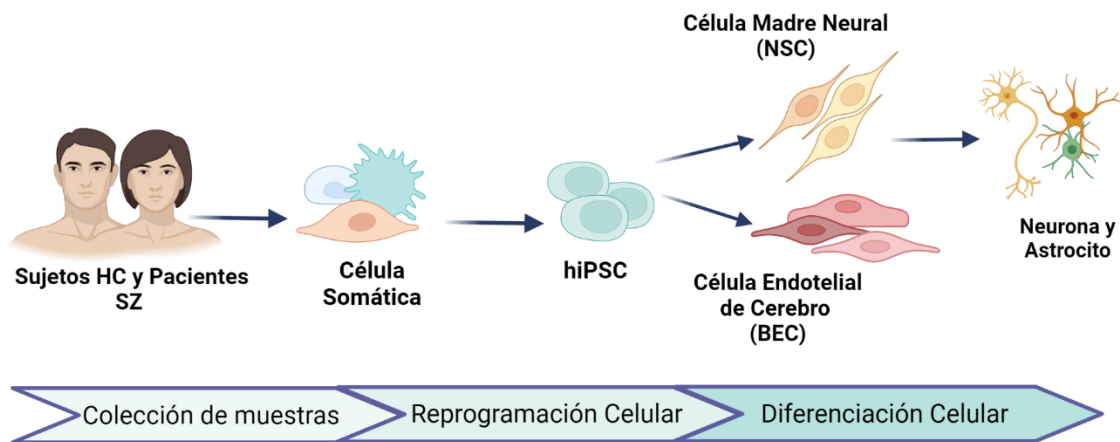 Célula Madre Neural
(NSC)
Sujetos HC y Pacientes
SZ
Célula
Somática
hiPSC
Célula Endotelial
de Cerebro
(BEC)
Neurona y
Astrocito
Colección de muestras
Reprogramación Celular
Diferenciación Celular